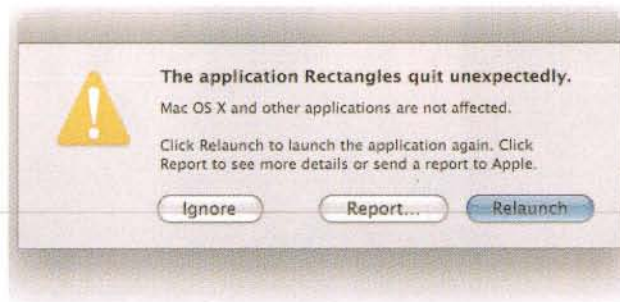 The application Rectangles quit unexpectedly.
Mac OS X and other applications are not affected.
Click Relaunch to launch the application again. Click
Report to see more details or send a report to Apple.
Ignore Report... Relaunch